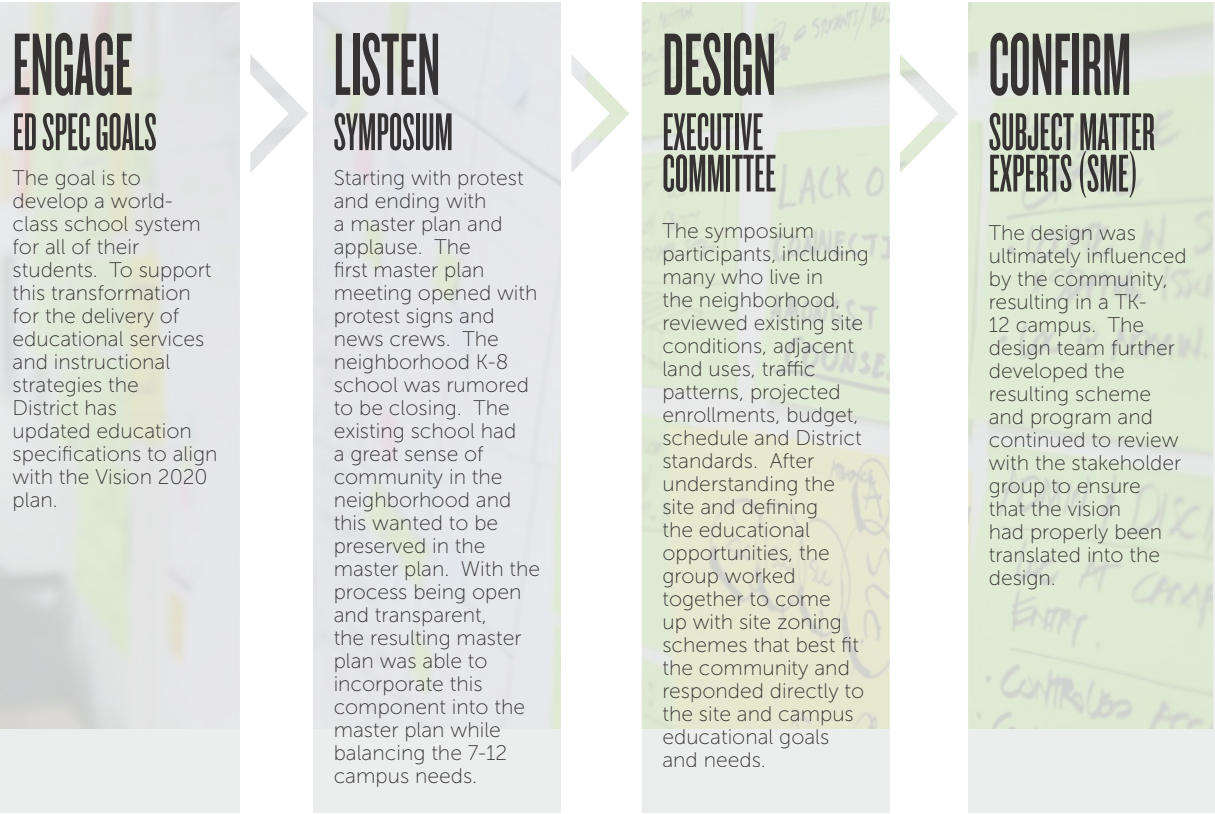 ENGAGE
ED SPEC GOALS
The goal is to
develop a world-
class school system
for all of their
students.  To support
this transformation
for the delivery of
educational services
and instructional
strategies the
District has
updated education
specifications to align
with the Vision 2020
plan.
LISTEN
SYMPOSIUM
Starting with protest
and ending with
a master plan and
applause.  The
first master plan
meeting opened with
protest signs and
news crews.  The
neighborhood K-8
school was rumored
to be closing.  The
existing school had
a great sense of
community in the
neighborhood and
this wanted to be
preserved in the
master plan.  With the
process being open
and transparent,
the resulting master
plan was able to
incorporate this
component into the
master plan while
balancing the 7-12
campus needs.
DESIGN
EXECUTIVE
COMMITTEE
The symposium
participants, including
many who live in
the neighborhood,
reviewed existing site
conditions, adjacent
land uses, traffic
patterns, projected
enrollments, budget,
schedule and District
standards.  After
understanding the
site and defining
the educational
opportunities, the
group worked
together to come
up with site zoning
schemes that best fit
the community and
responded directly to
the site and campus
educational goals
and needs.
LACK O
CONFIRM
SUBJECT MATTER
EXPERTS (SME)
The design was
ultimately influenced
by the community,
resulting in a TK-
12 campus.  The
design team further
developed the
resulting scheme
and program and
continued to review
with the stakeholder
group to ensure
that the vision
had properly been
translated into the
design.
AT CAMP
ENTRY.